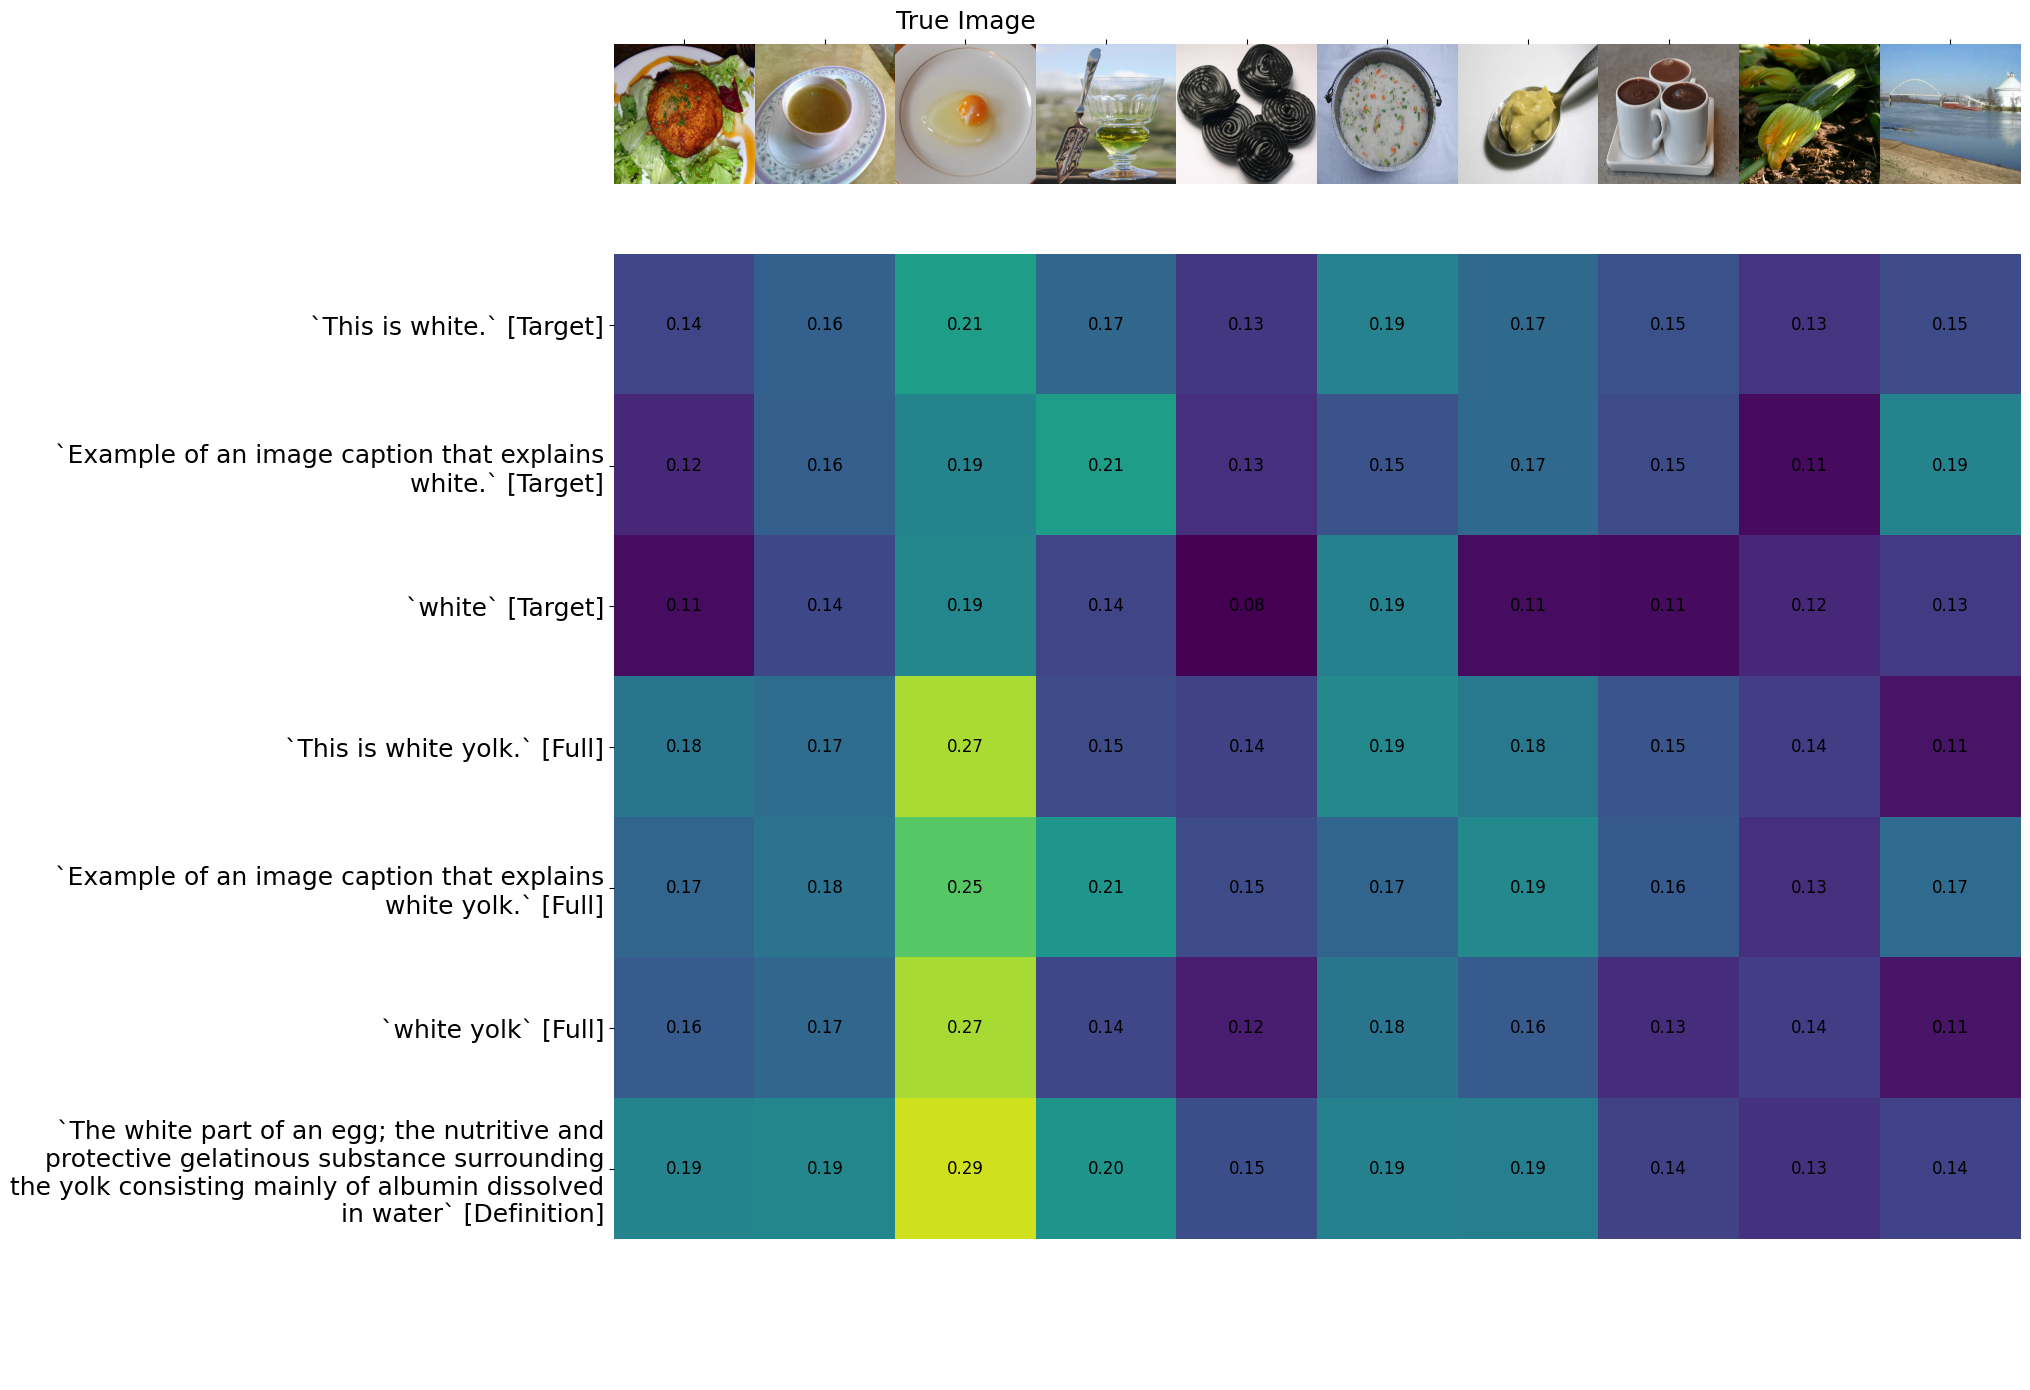 True Image
`This is white.` [Target]
0.14 0.16 0.21 0.17 0.13 0.19 0.17 0.15 0.13 0.15
`Example of an image caption that explains
white.` [Target]
0.12 0.16 0.19 0.21 0.13 0.15 0.17 0.15 0.11 0.19
`white` [Target]
0.11 0.14 0.19 0.14 0.08 0.19 0.11 0.11 0.12 0.13
`This is white yolk.` [Full]
0.18 0.17 0.27 0.15 0.14 0.19 0.18 0.15 0.14 0.11
`Example of an image caption that explains
white yolk.` [Full]
0.17 0.18 0.25 0.21 0.15 0.17 0.19 0.16 0.13 0.17
`white yolk` [Full]
0.16 0.17 0.27 0.14 0.12 0.18 0.16 0.13 0.14 0.11
`The white part of an egg; the nutritive and
protective gelatinous substance surrounding
the yolk consisting mainly of albumin dissolved
in water` [Definition]
0.19 0.19 0.29 0.20 0.15 0.19 0.19 0.14 0.13 0.14